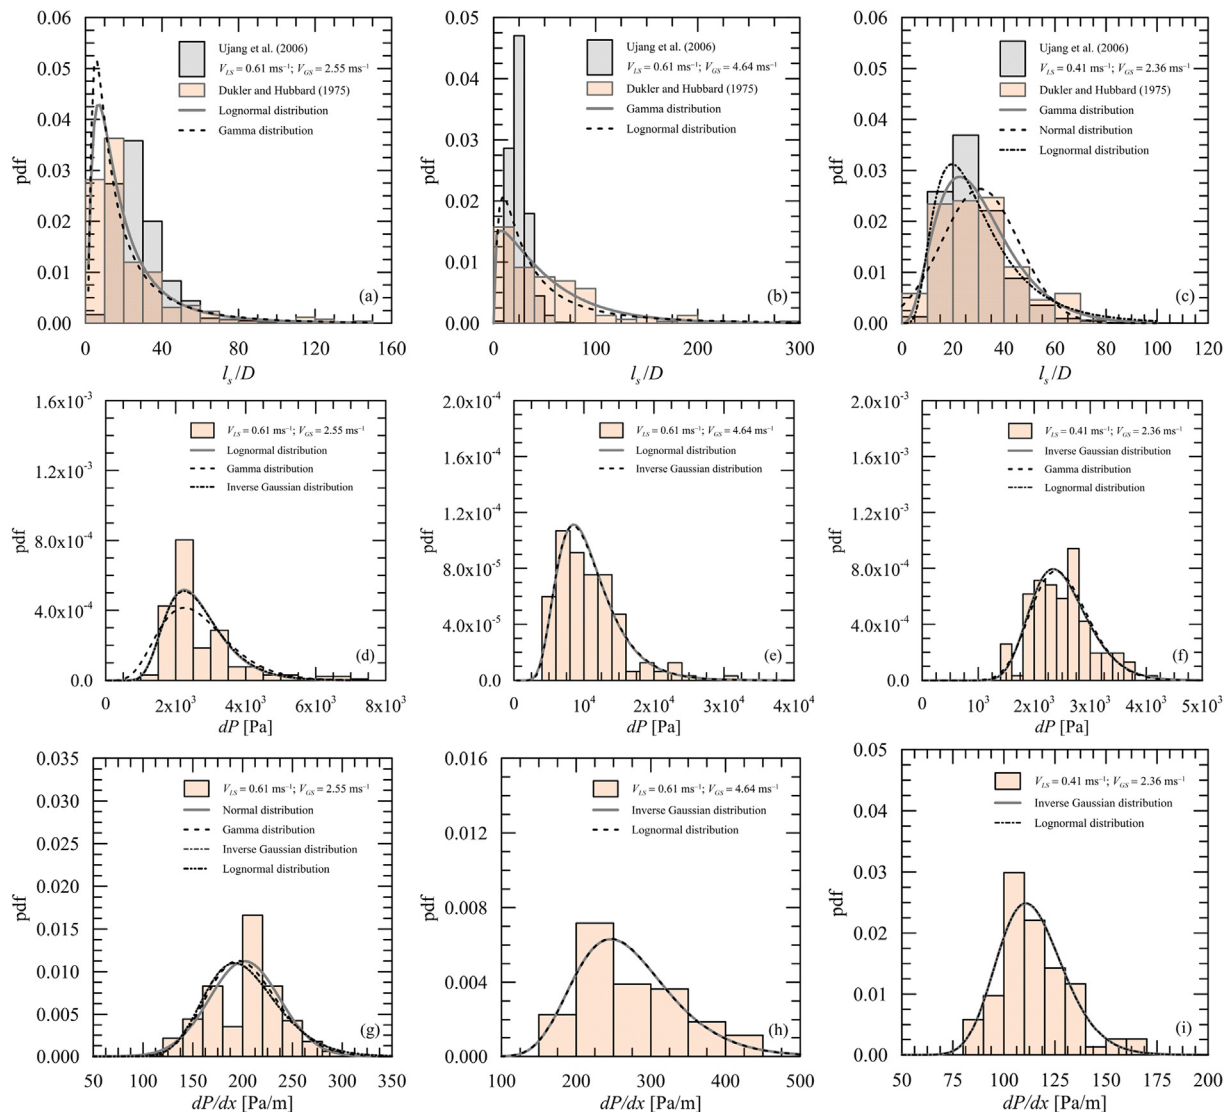 0.06
0.05
0.04
0.03
0.02
0.01
0.00
pdf
Ujang et al. (2006)
V_LS = 0.61 ms⁻¹; V_GS = 2.55 ms⁻¹
Dukler and Hubbard (1975)
Lognormal distribution
Gamma distribution
(a)
0 40 80 120 160
l_s/D
0.05
0.04
0.03
0.02
0.01
0.00
pdf
Ujang et al. (2006)
V_LS = 0.61 ms⁻¹; V_GS = 4.64 ms⁻¹
Dukler and Hubbard (1975)
Gamma distribution
Lognormal distribution
(b)
0 100 200 300
l_s/D
0.06
0.05
0.04
0.03
0.02
0.01
0.00
pdf
Ujang et al. (2006)
V_LS = 0.41 ms⁻¹; V_GS = 2.36 ms⁻¹
Dukler and Hubbard (1975)
Gamma distribution
Normal distribution
Lognormal distribution
(c)
0 20 40 60 80 100 120
l_s/D
1.6x10⁻³
1.2x10⁻³
8.0x10⁻⁴
4.0x10⁻⁴
0.0
pdf
V_LS = 0.61 ms⁻¹; V_GS = 2.55 ms⁻¹
Lognormal distribution
Gamma distribution
Inverse Gaussian distribution
(d)
0 2x10³ 4x10³ 6x10³ 8x10³
dP [Pa]
2.0x10⁻⁴
1.6x10⁻⁴
1.2x10⁻⁴
8.0x10⁻⁵
4.0x10⁻⁵
0.0
pdf
V_LS = 0.61 ms⁻¹; V_GS = 4.64 ms⁻¹
Lognormal distribution
Inverse Gaussian distribution
(e)
0 10⁴ 2x10⁴ 3x10⁴ 4x10⁴
dP [Pa]
2.0x10⁻³
1.6x10⁻³
1.2x10⁻³
8.0x10⁻⁴
4.0x10⁻⁴
0.0
pdf
V_LS = 0.41 ms⁻¹; V_GS = 2.36 ms⁻¹
Inverse Gaussian distribution
Gamma distribution
Lognormal distribution
(f)
0 10³ 2x10³ 3x10³ 4x10³ 5x10³
dP [Pa]
0.035
0.030
0.025
0.020
0.015
0.010
0.005
0.000
pdf
V_LS = 0.61 ms⁻¹; V_GS = 2.55 ms⁻¹
Normal distribution
Gamma distribution
Inverse Gaussian distribution
Lognormal distribution
(g)
50 100 150 200 250 300 350
dP/dx [Pa/m]
0.016
0.012
0.008
0.004
0.000
pdf
V_LS = 0.61 ms⁻¹; V_GS = 4.64 ms⁻¹
Inverse Gaussian distribution
Lognormal distribution
(h)
100 200 300 400 500
dP/dx [Pa/m]
0.05
0.04
0.03
0.02
0.01
0.00
pdf
V_LS = 0.41 ms⁻¹; V_GS = 2.36 ms⁻¹
Inverse Gaussian distribution
Lognormal distribution
(i)
50 75 100 125 150 175 200
dP/dx [Pa/m]